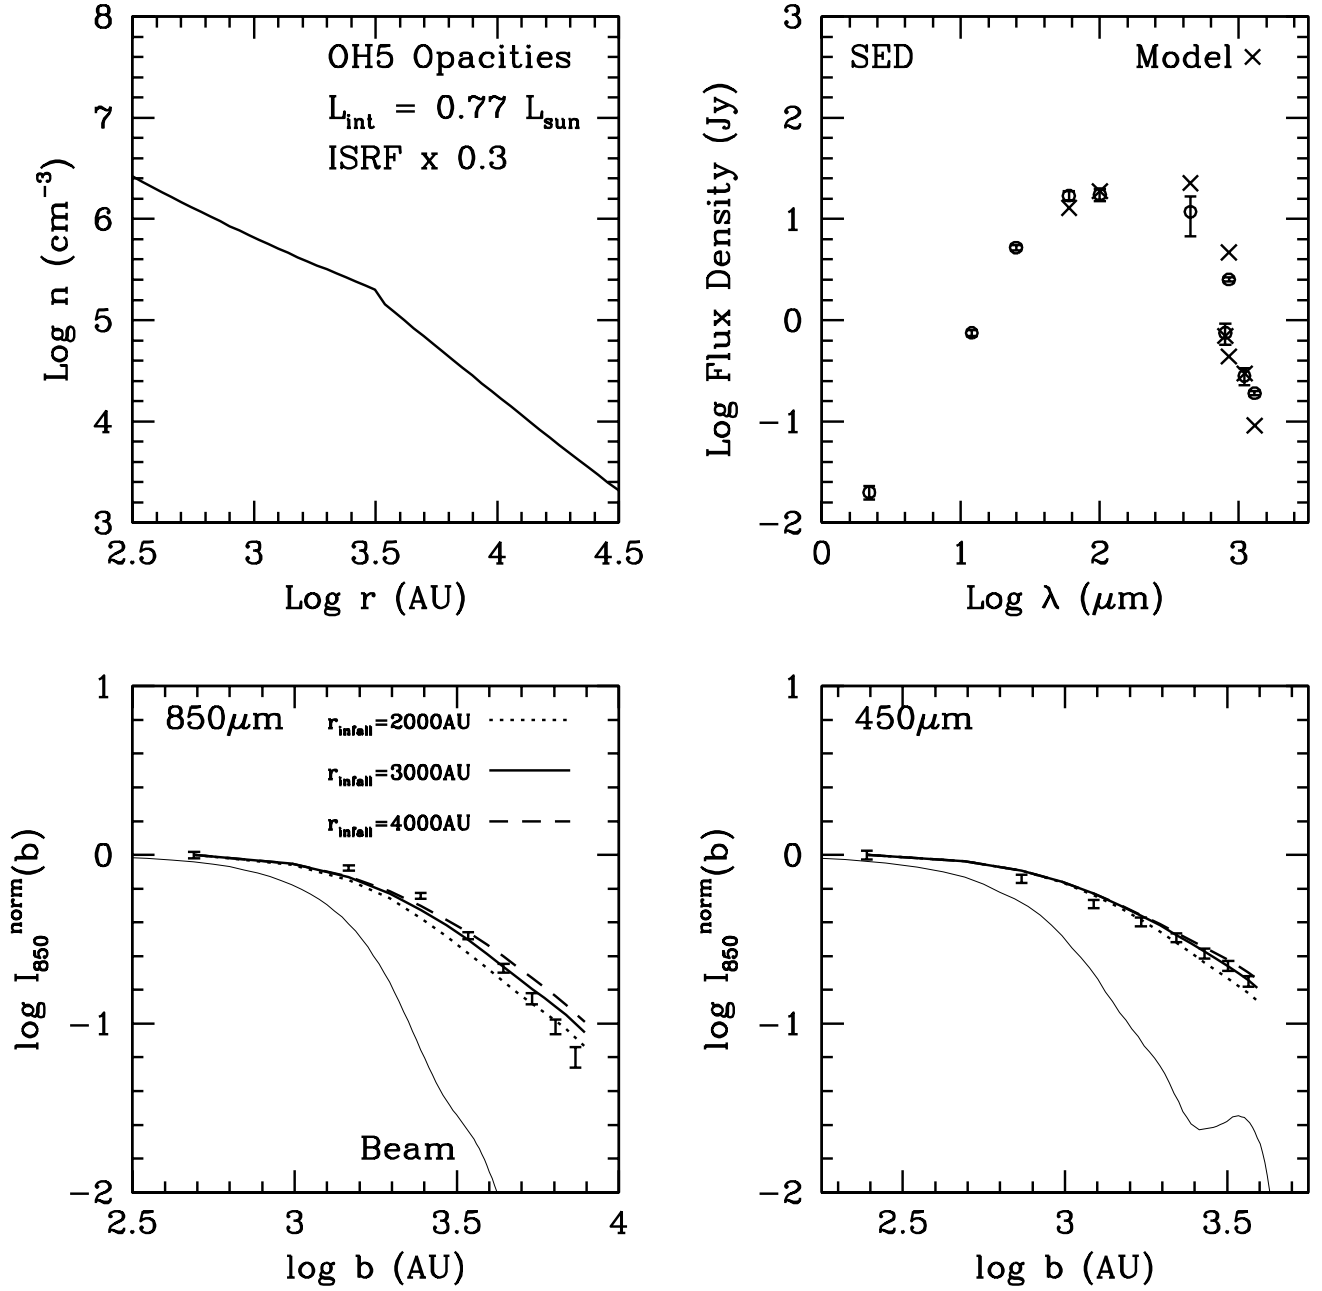 8
7
6
5
4
3
2.5
3
3.5
4
4.5
Log n (cm⁻³)
Log r (AU)
OH5 Opacities
L_int = 0.77 L_sun
ISRF x 0.3
3
2
1
0
−1
−2
0
1
2
3
Log Flux Density (Jy)
Log λ (μm)
SED
Model ×
1
0
−1
−2
2.5
3
3.5
4
log I₈₅₀ⁿᵒʳᵐ(b)
log b (AU)
850μm
r_infall=2000AU
r_infall=3000AU
r_infall=4000AU
Beam
1
0
−1
−2
2.5
3
3.5
log I₈₅₀ⁿᵒʳᵐ(b)
log b (AU)
450μm